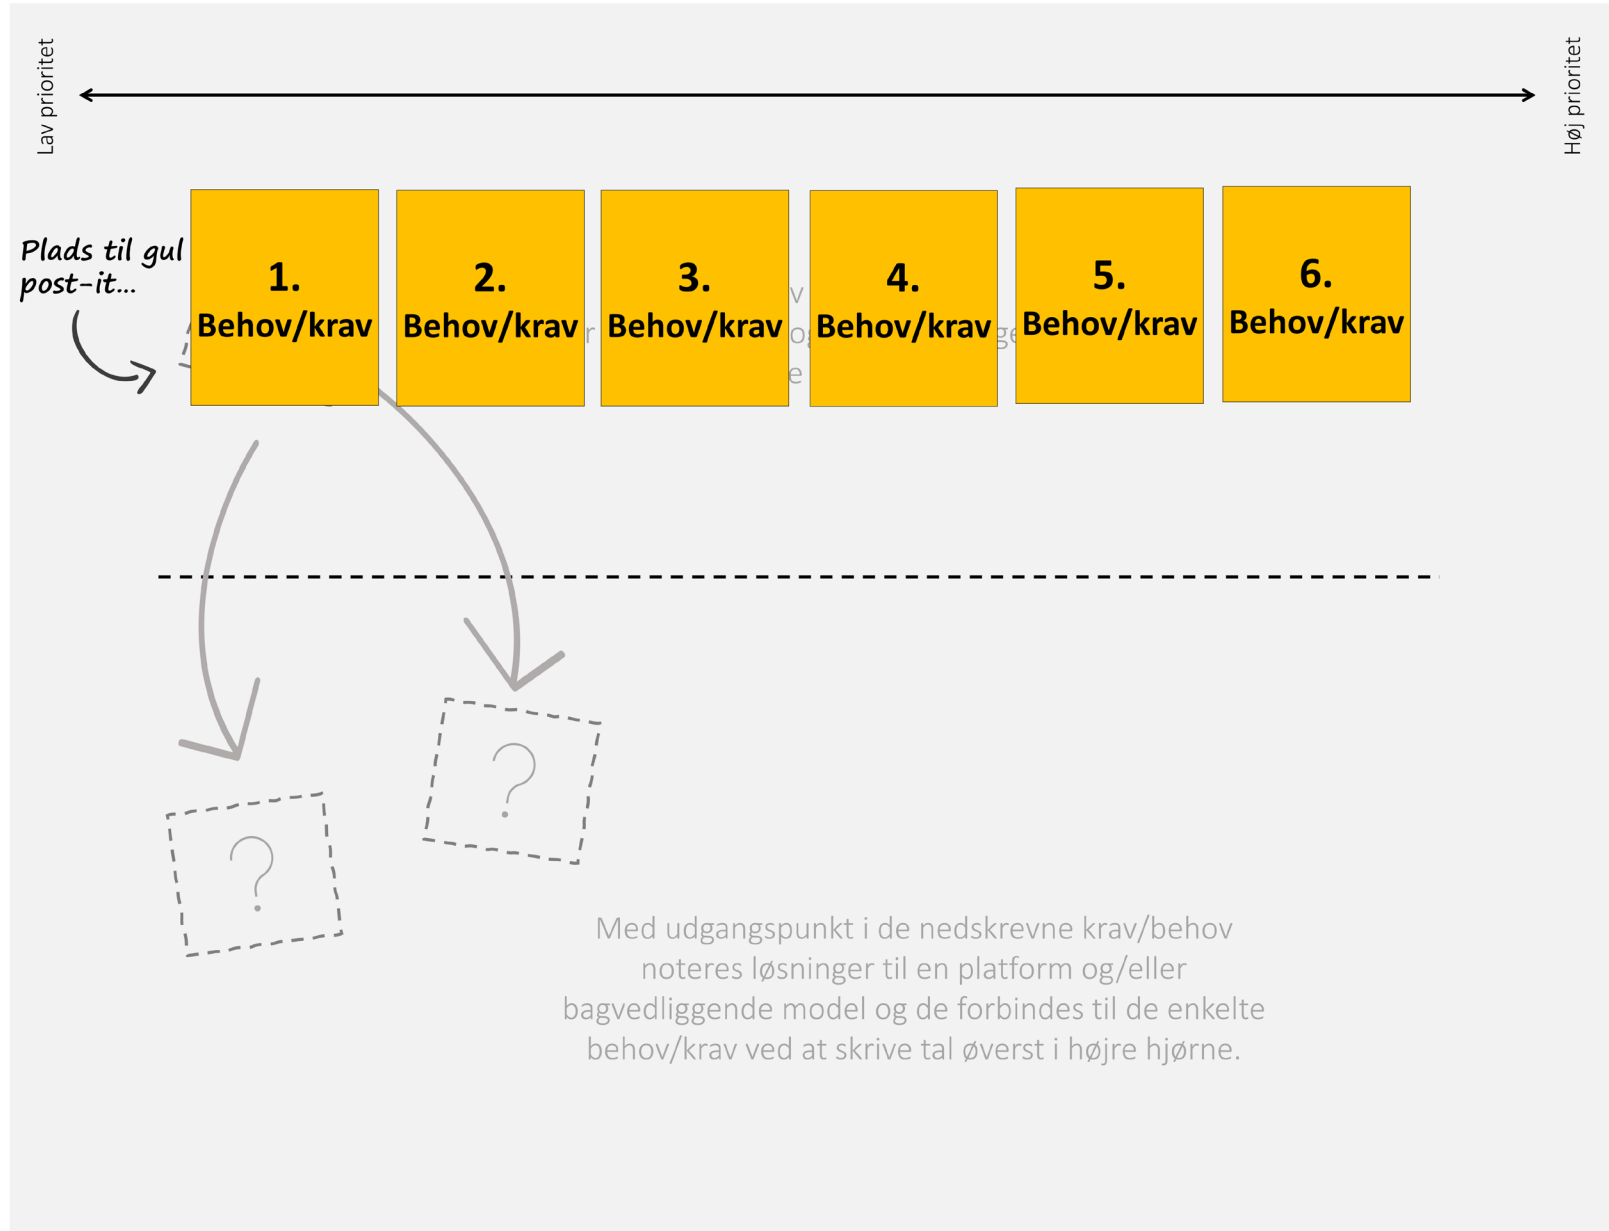 Lav prioritet
Høj prioritet
Plads til gul
post-it...
1.
Behov/krav
2.
Behov/krav
3.
Behov/krav
4.
Behov/krav
5.
Behov/krav
6.
Behov/krav
?
?
Med udgangspunkt i de nedskrevne krav/behov
noteres løsninger til en platform og/eller
bagvedliggende model og de forbindes til de enkelte
behov/krav ved at skrive tal øverst i højre hjørne.